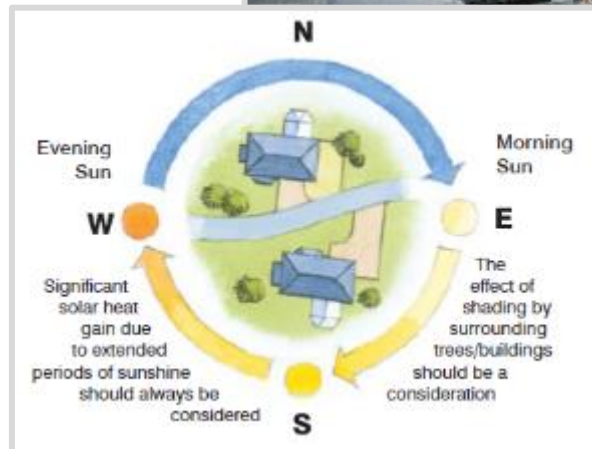 N
Evening
Sun
Morning
Sun
W
E
Significant
solar heat
gain due
to extended
periods of sunshine
should always be
considered
The
effect of
shading by
surrounding
trees/buildings
should be a
consideration
S